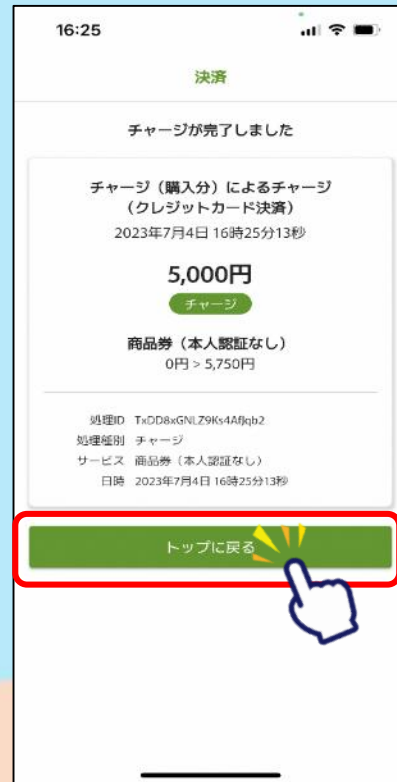 16:25
決済
チャージが完了しました
チャージ（購入分）によるチャージ
（クレジットカード決済）
2023年7月4日 16時25分13秒
5,000円
チャージ
商品券（本人認証なし）
0円 > 5,750円
処理ID TxDD8xGNLZ9Ks4Afjqb2
処理種別 チャージ
サービス 商品券（本人認証なし）
日時 2023年7月4日 16時25分13秒
トップに戻る